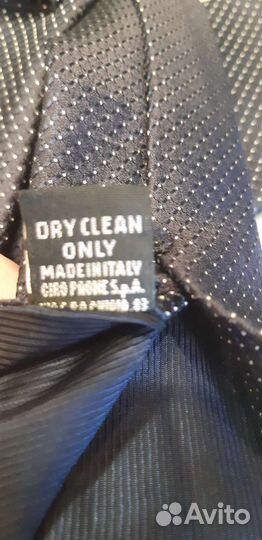 DRY CLEAN
ONLY
MADE IN ITALY
CIRO PAONE S.p.A.
Avito